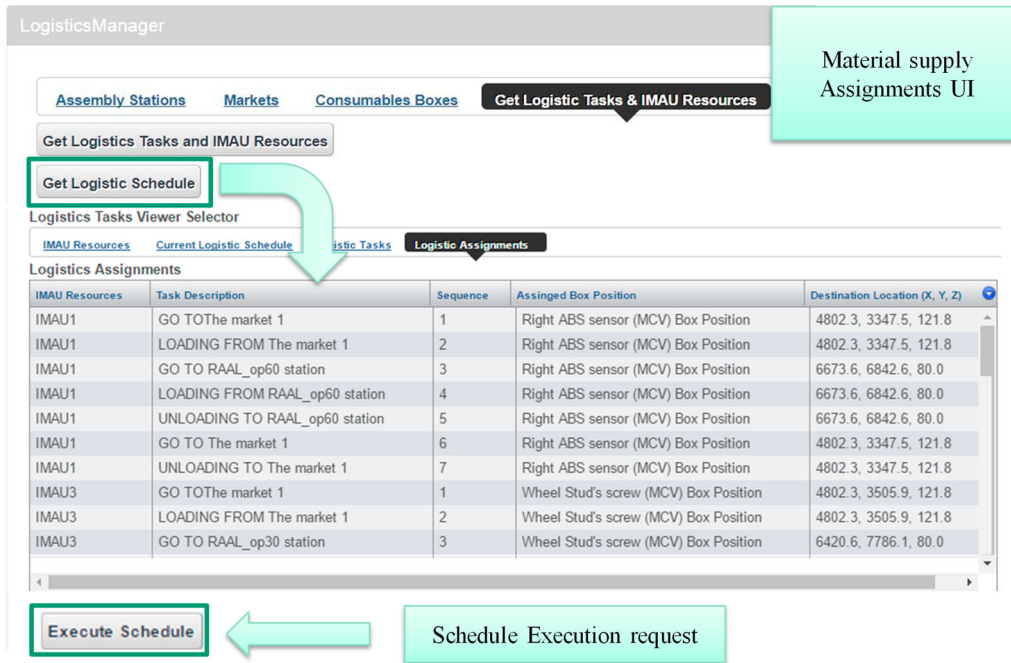 LogisticsManager
Material supply
Assignments UI
Assembly Stations Markets Consumables Boxes Get Logistic Tasks & IMAU Resources
Get Logistics Tasks and IMAU Resources
Get Logistic Schedule
Logistics Tasks Viewer Selector
IMAU Resources Current Logistic Schedule istic Tasks Logistic Assignments
Logistics Assignments
IMAU Resources Task Description Sequence Assinged Box Position Destination Location (X, Y, Z)
IMAU1 GO TOThe market 1 1 Right ABS sensor (MCV) Box Position 4802.3, 3347.5, 121.8
IMAU1 LOADING FROM The market 1 2 Right ABS sensor (MCV) Box Position 4802.3, 3347.5, 121.8
IMAU1 GO TO RAAL_op60 station 3 Right ABS sensor (MCV) Box Position 6673.6, 6842.6, 80.0
IMAU1 LOADING FROM RAAL_op60 station 4 Right ABS sensor (MCV) Box Position 6673.6, 6842.6, 80.0
IMAU1 UNLOADING TO RAAL_op60 station 5 Right ABS sensor (MCV) Box Position 6673.6, 6842.6, 80.0
IMAU1 GO TO The market 1 6 Right ABS sensor (MCV) Box Position 4802.3, 3347.5, 121.8
IMAU1 UNLOADING TO The market 1 7 Right ABS sensor (MCV) Box Position 4802.3, 3347.5, 121.8
IMAU3 GO TOThe market 1 1 Wheel Stud's screw (MCV) Box Position 4802.3, 3505.9, 121.8
IMAU3 LOADING FROM The market 1 2 Wheel Stud's screw (MCV) Box Position 4802.3, 3505.9, 121.8
IMAU3 GO TO RAAL_op30 station 3 Wheel Stud's screw (MCV) Box Position 6420.6, 7786.1, 80.0
Execute Schedule
Schedule Execution request